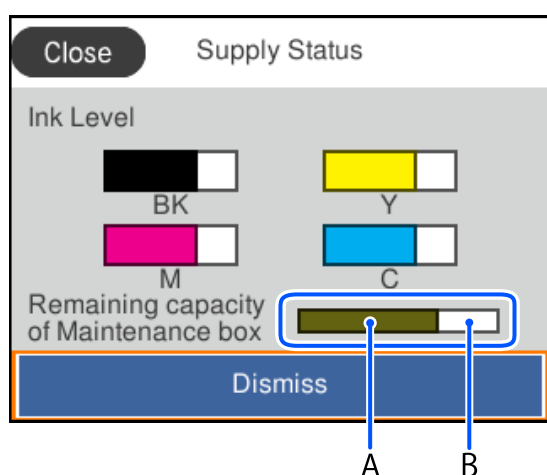 Close
Supply Status
Ink Level
BK
Y
M
C
Remaining capacity
of Maintenance box
Dismiss
A
B